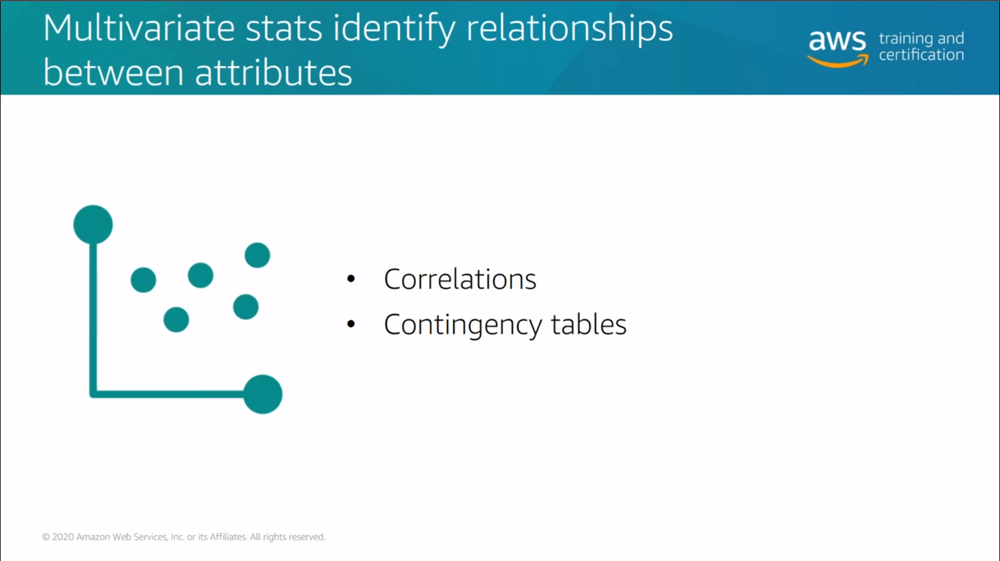 Multivariate stats identify relationships
between attributes
aws training and
certification
• Correlations
• Contingency tables
© 2020 Amazon Web Services, Inc. or its Affiliates. All rights reserved.